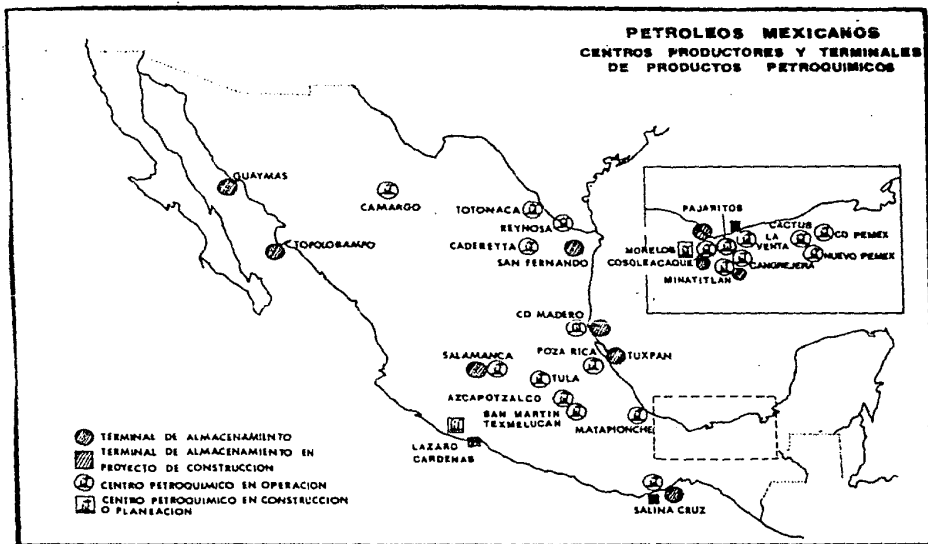 PETROLEOS MEXICANOS
CENTROS PRODUCTORES Y TERMINALES
DE PRODUCTOS PETROQUIMICOS
GUAYMAS
CAMARGO
TOPOLOBAMPO
TOTONACA
REYNOSA
CADEREYTA
SAN FERNANDO
PAJARITOS
CACTUS
CD PEMEX
LA
VENTA
MORELOS
NUEVO PEMEX
COSOLEACAQUE
CANGREJERA
MINATITLAN
CD MADERO
SALAMANCA
POZA RICA
TUXPAN
TULA
AZCAPOTZALCO
SAN MARTIN
TEXMELUCAN
MATAPIONCHE
LAZARO
CARDENAS
SALINA CRUZ
TERMINAL DE ALMACENAMIENTO
TERMINAL DE ALMACENAMIENTO EN
PROYECTO DE CONSTRUCCION
CENTRO PETROQUIMICO EN OPERACION
CENTRO PETROQUIMICO EN CONSTRUCCION
O PLANEACION